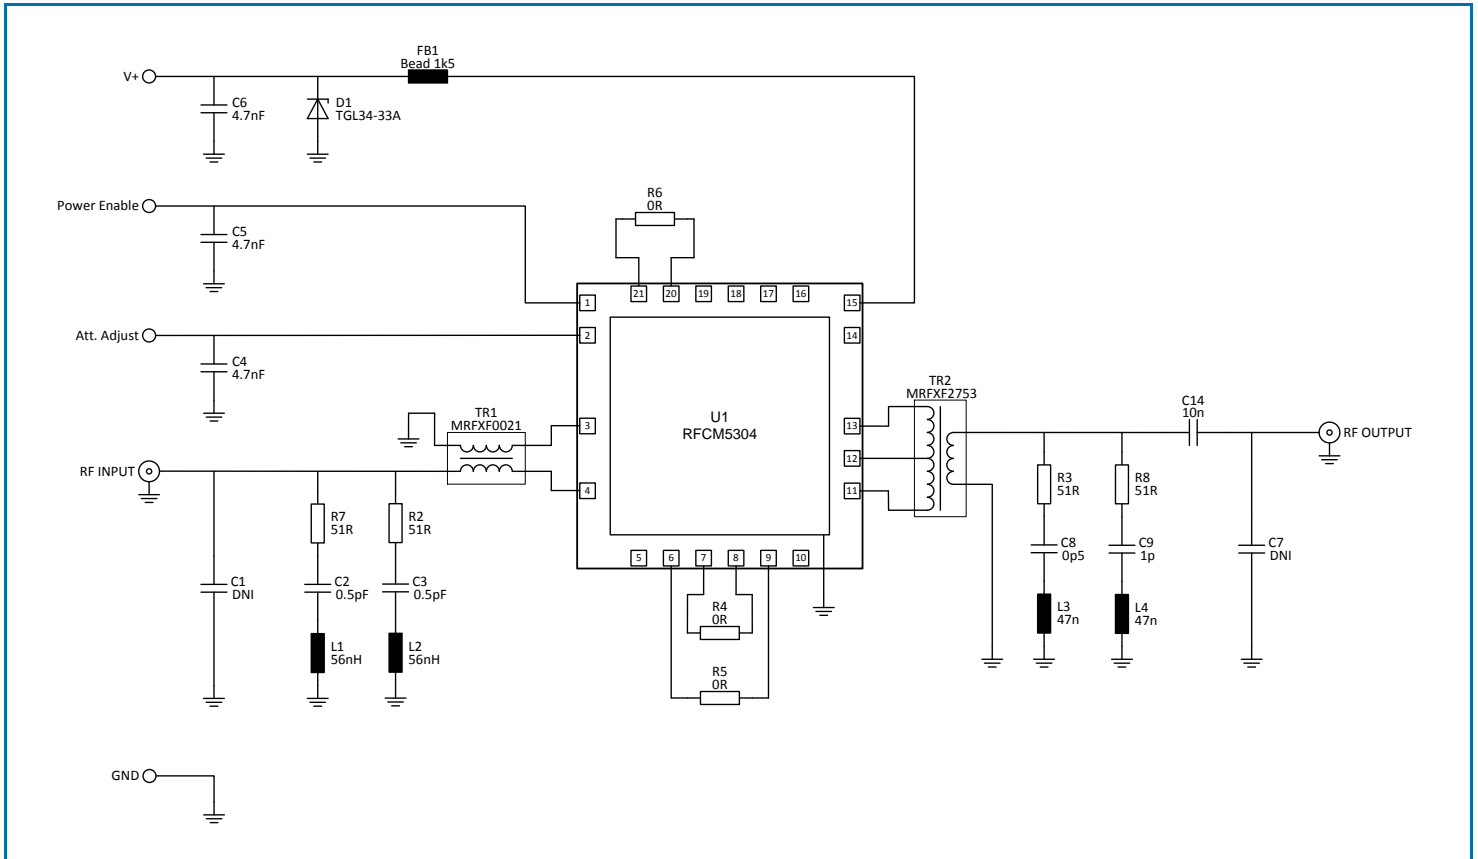 FB1
Bead 1k5
V+
C6
4.7nF
D1
TGL34-33A
Power Enable
C5
4.7nF
R6
0R
21
20
19
18
17
16
1
15
Att. Adjust
2
14
C4
4.7nF
TR1
MRFXF0021
3
U1
RFCM5304
TR2
MRFXF2753
13
12
11
C14
10n
RF OUTPUT
RF INPUT
4
R7
51R
R2
51R
R3
51R
R8
51R
C1
DNI
C2
0.5pF
C3
0.5pF
C8
0p5
C9
1p
C7
DNI
5
6
7
8
9
10
L1
56nH
L2
56nH
R4
0R
L3
47n
L4
47n
R5
0R
GND